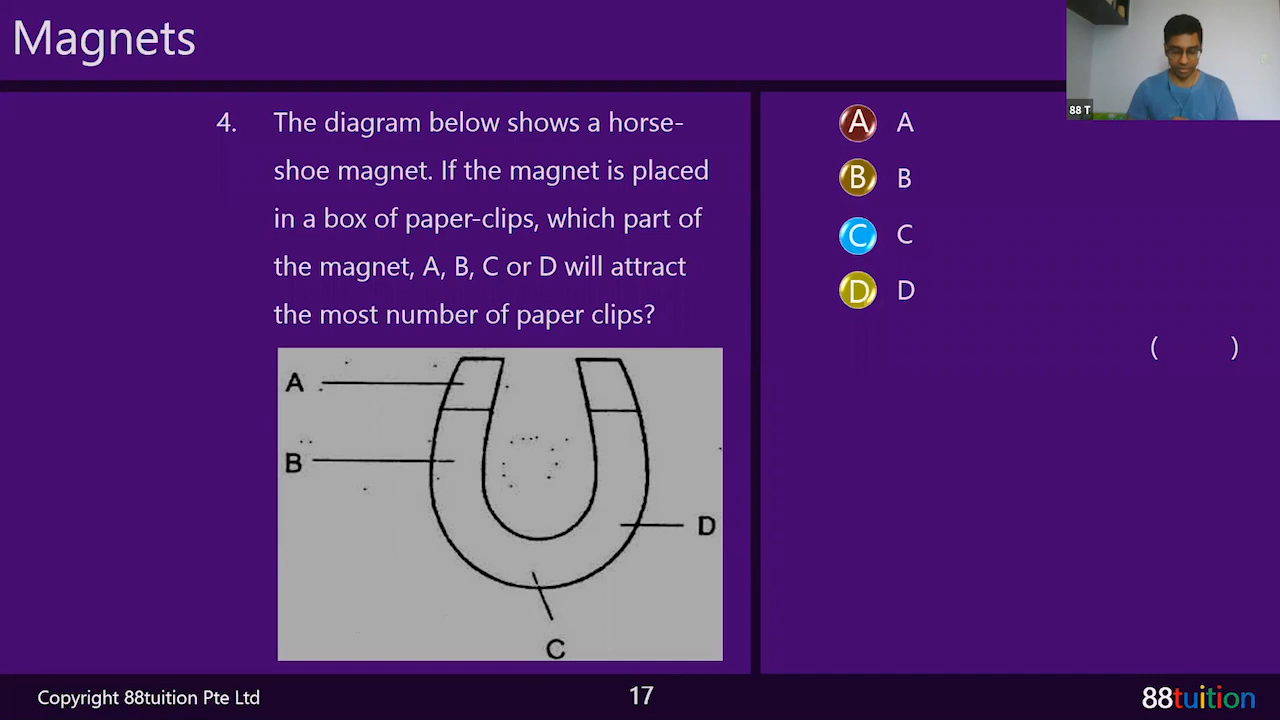 Magnets
88 T
4. The diagram below shows a horse-
shoe magnet. If the magnet is placed
in a box of paper-clips, which part of
the magnet, A, B, C or D will attract
the most number of paper clips?
A
B
D
C
A A
B B
C C
D D
( )
Copyright 88tuition Pte Ltd
17
88tuition